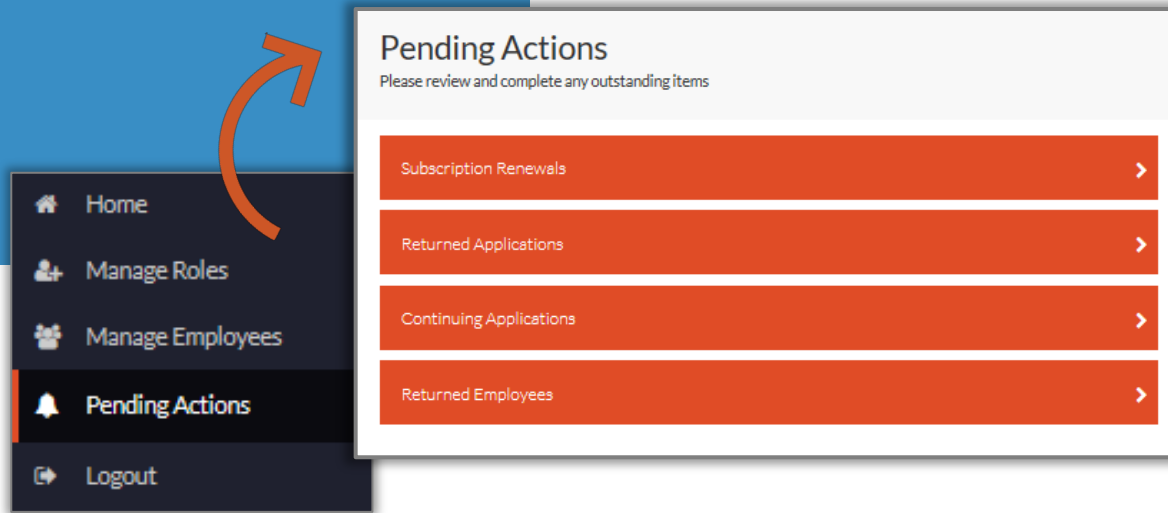 Pending Actions
Please review and complete any outstanding items
Subscription Renewals
Returned Applications
Continuing Applications
Returned Employees
Home
Manage Roles
Manage Employees
Pending Actions
Logout